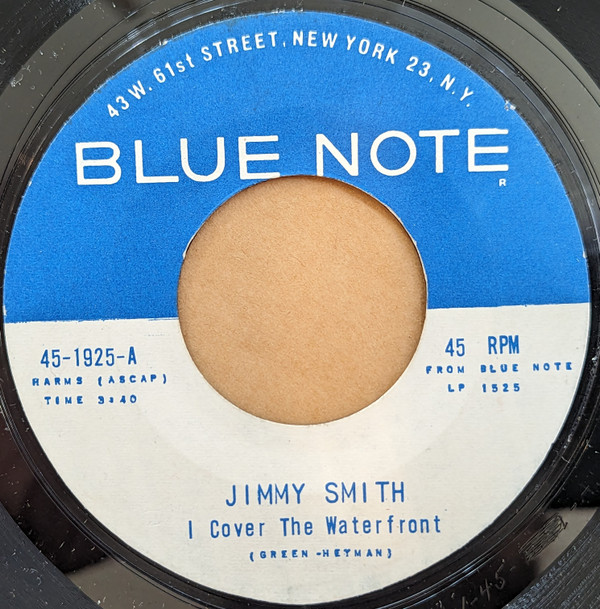 43 W. 61st STREET, NEW YORK 23, N.Y.
BLUE NOTE
R
45-1925-A
HARMS (ASCAP)
TIME 3:40
45 RPM
FROM BLUE NOTE
LP 1525
JIMMY SMITH
I Cover The Waterfront
(GREEN-HEYMAN)